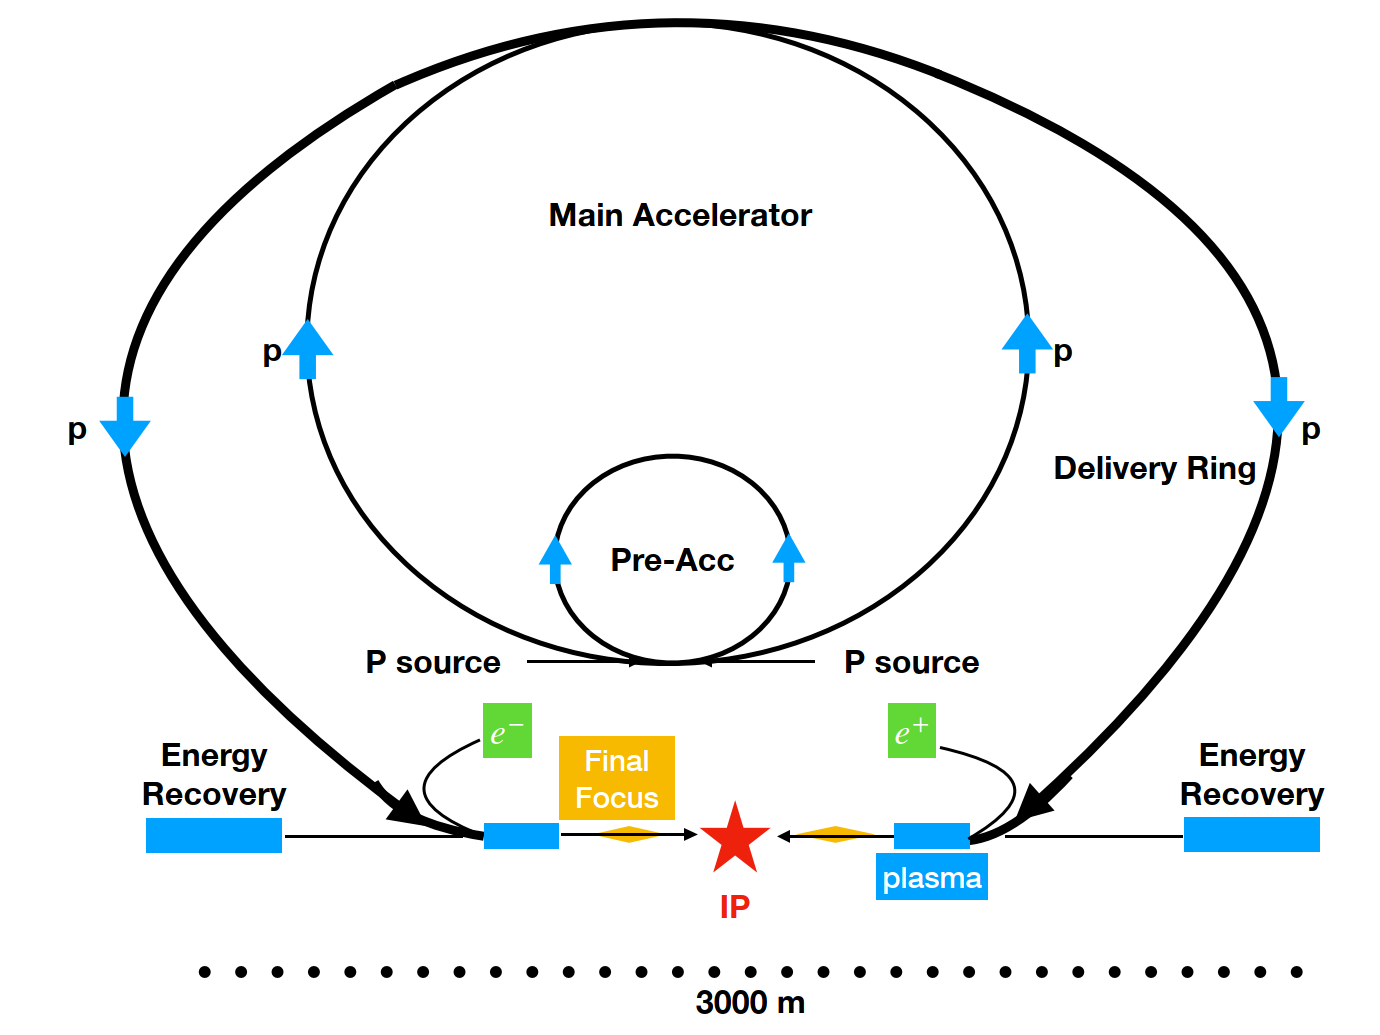 Main Accelerator
p
p
p
p
Delivery Ring
Pre-Acc
P source
P source
e⁻
e⁺
Energy
Recovery
Final
Focus
Energy
Recovery
plasma
IP
3000 m